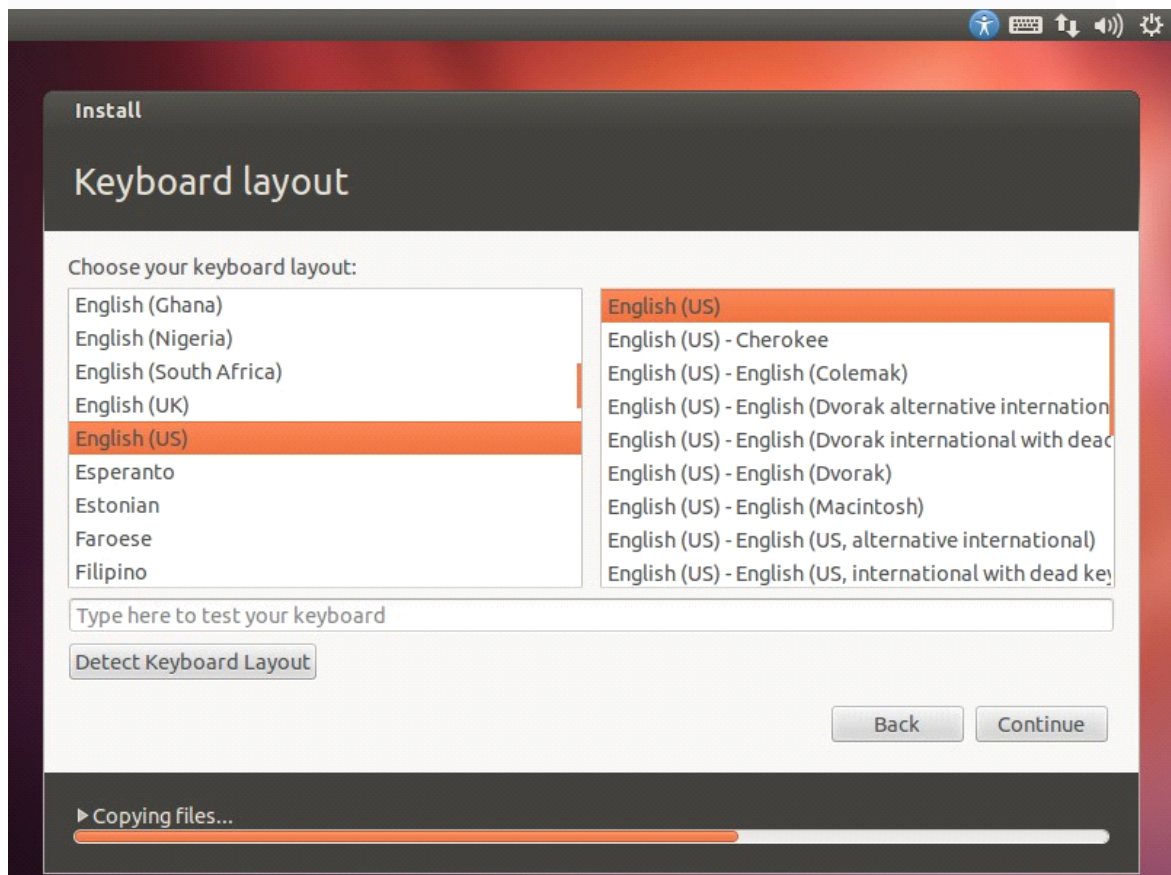 Install
Keyboard layout
Choose your keyboard layout:
English (Ghana)
English (Nigeria)
English (South Africa)
English (UK)
English (US)
Esperanto
Estonian
Faroese
Filipino
English (US)
English (US) - Cherokee
English (US) - English (Colemak)
English (US) - English (Dvorak alternative internation
English (US) - English (Dvorak international with dead
English (US) - English (Dvorak)
English (US) - English (Macintosh)
English (US) - English (US, alternative international)
English (US) - English (US, international with dead key
Type here to test your keyboard
Detect Keyboard Layout
Back Continue
Copying files...